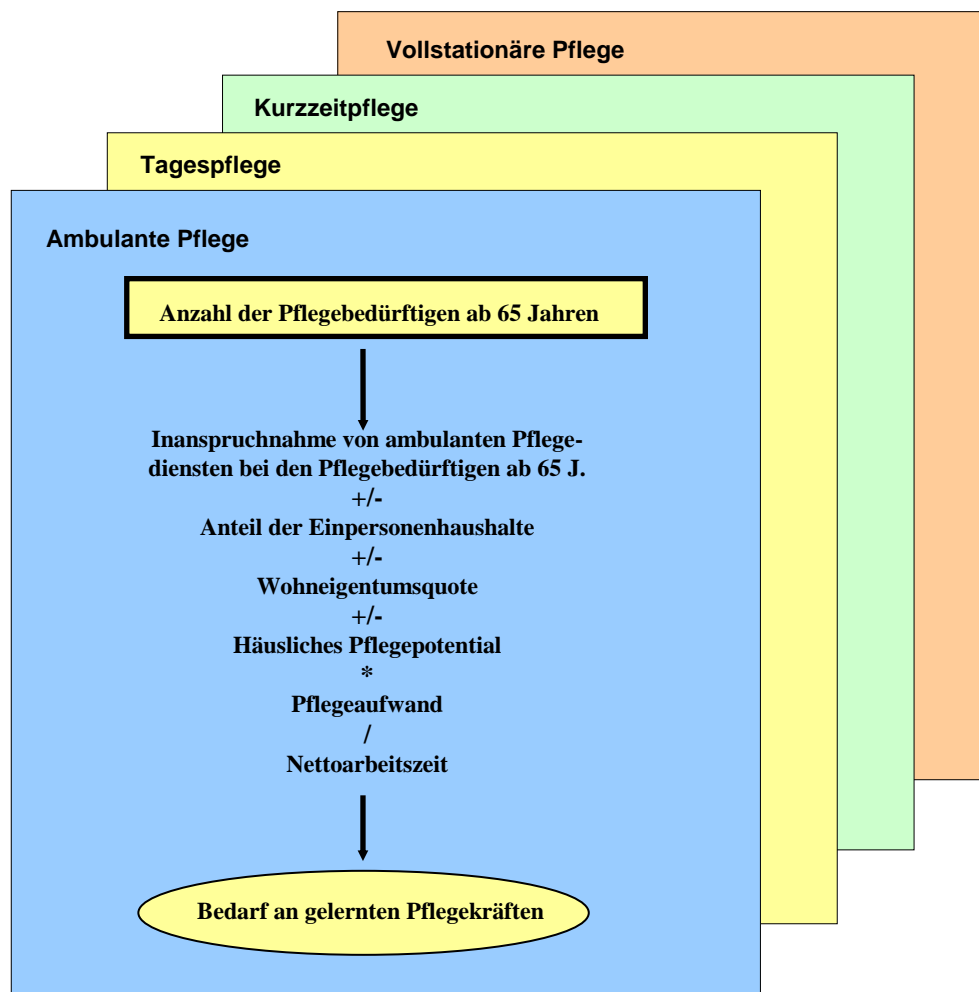 Vollstationäre Pflege
Kurzzeitpflege
Tagespflege
Ambulante Pflege
Anzahl der Pflegebedürftigen ab 65 Jahren
Inanspruchnahme von ambulanten Pflege-
diensten bei den Pflegebedürftigen ab 65 J.
+/-
Anteil der Einpersonenhaushalte
+/-
Wohneigentumsquote
+/-
Häusliches Pflegepotential
*
Pflegeaufwand
/
Nettoarbeitszeit
Bedarf an gelernten Pflegekräften